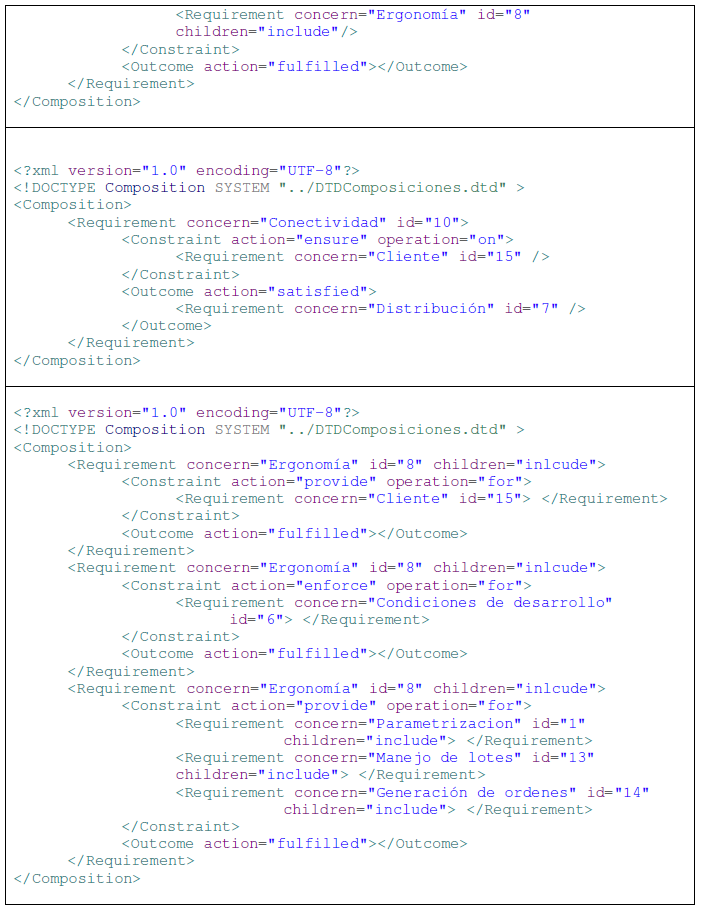 <Requirement concern="Ergonomía" id="8"
children="include"/>
</Constraint>
<Outcome action="fulfilled"></Outcome>
</Requirement>
</Composition>
<?xml version="1.0" encoding="UTF-8"?>
<!DOCTYPE Composition SYSTEM "../DTDComposiciones.dtd" >
<Composition>
<Requirement concern="Conectividad" id="10">
<Constraint action="ensure" operation="on">
<Requirement concern="Cliente" id="15" />
</Constraint>
<Outcome action="satisfied">
<Requirement concern="Distribución" id="7" />
</Outcome>
</Requirement>
</Composition>
<?xml version="1.0" encoding="UTF-8"?>
<!DOCTYPE Composition SYSTEM "../DTDComposiciones.dtd" >
<Composition>
<Requirement concern="Ergonomía" id="8" children="inlcude">
<Constraint action="provide" operation="for">
<Requirement concern="Cliente" id="15"> </Requirement>
</Constraint>
<Outcome action="fulfilled"></Outcome>
</Requirement>
<Requirement concern="Ergonomía" id="8" children="inlcude">
<Constraint action="enforce" operation="for">
<Requirement concern="Condiciones de desarrollo"
id="6"> </Requirement>
</Constraint>
<Outcome action="fulfilled"></Outcome>
</Requirement>
<Requirement concern="Ergonomía" id="8" children="inlcude">
<Constraint action="provide" operation="for">
<Requirement concern="Parametrizacion" id="1"
children="include"> </Requirement>
<Requirement concern="Manejo de lotes" id="13"
children="include"> </Requirement>
<Requirement concern="Generación de ordenes" id="14"
children="include"> </Requirement>
</Constraint>
<Outcome action="fulfilled"></Outcome>
</Requirement>
</Composition>